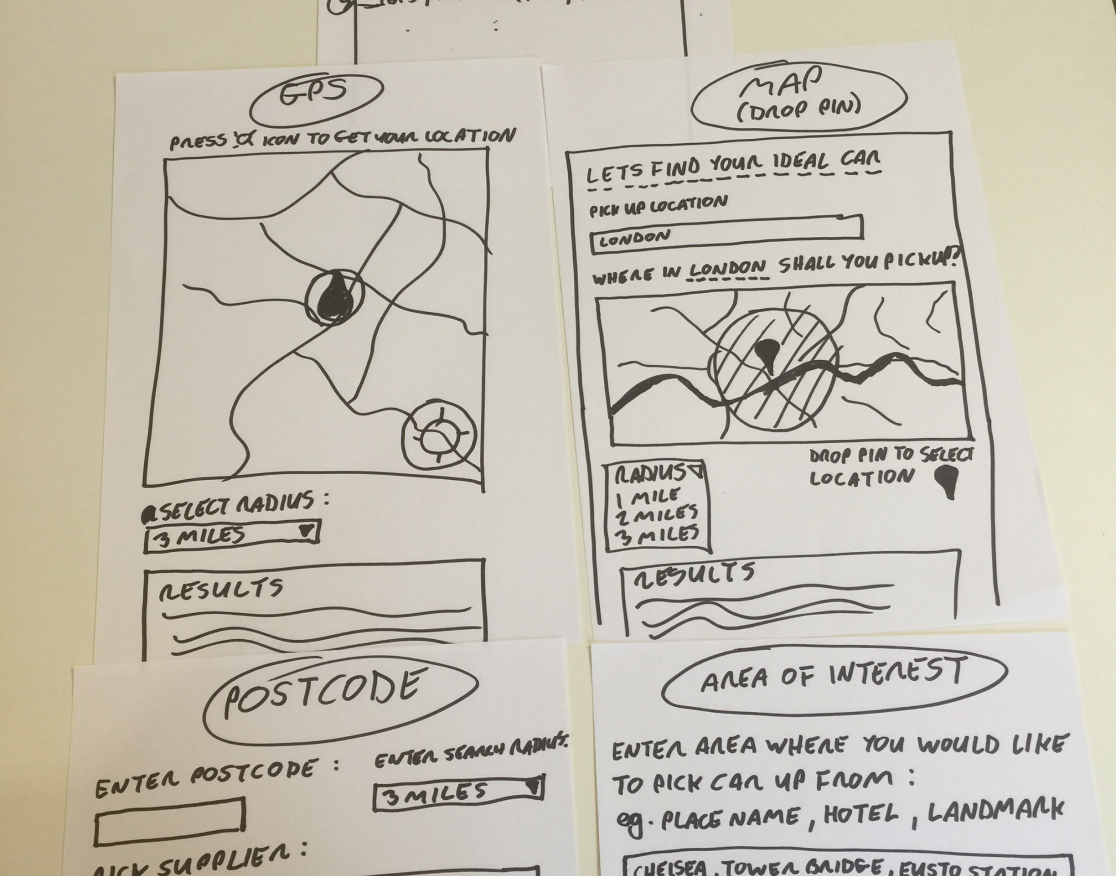 GPS
PRESS ¤ ICON TO GET YOUR LOCATION
SELECT RADIUS :
3 MILES
RESULTS
MAP
(DROP PIN)
LETS FIND YOUR IDEAL CAR
PICK UP LOCATION
LONDON
WHERE IN LONDON SHALL YOU PICKUP?
DROP PIN TO SELECT
LOCATION
RADIUS
1 MILE
2 MILES
3 MILES
RESULTS
POSTCODE
ENTER POSTCODE :
ENTER SEARCH RADIUS:
3 MILES
PICK SUPPLIER :
AREA OF INTEREST
ENTER AREA WHERE YOU WOULD LIKE
TO PICK CAR UP FROM :
eg. PLACE NAME, HOTEL, LANDMARK
CHELSEA, TOWER BRIDGE, EUSTO STATION